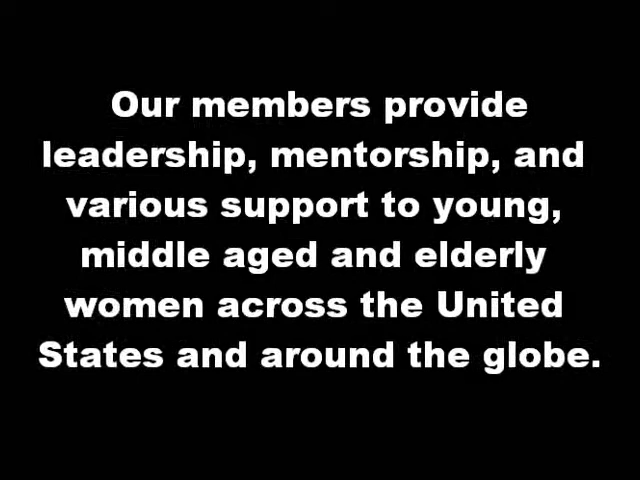 Our members provide
leadership, mentorship, and
various support to young,
middle aged and elderly
women across the United
States and around the globe.